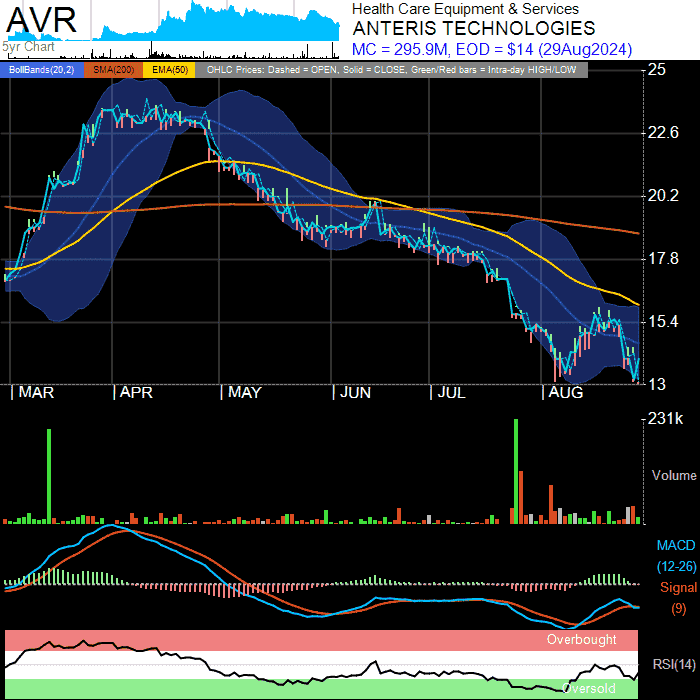 AVR
5yr Chart
Health Care Equipment & Services
ANTERIS TECHNOLOGIES
MC = 295.9M, EOD = $14 (29Aug2024)
BollBands(20,2) SMA(200) EMA(50) OHLC Prices: Dashed = OPEN, Solid = CLOSE, Green/Red bars = Intra-day HIGH/LOW
25
22.6
20.2
17.8
15.4
13
MAR APR MAY JUN JUL AUG
231k
Volume
MACD
(12-26)
Signal
(9)
Overbought
RSI(14)
Oversold